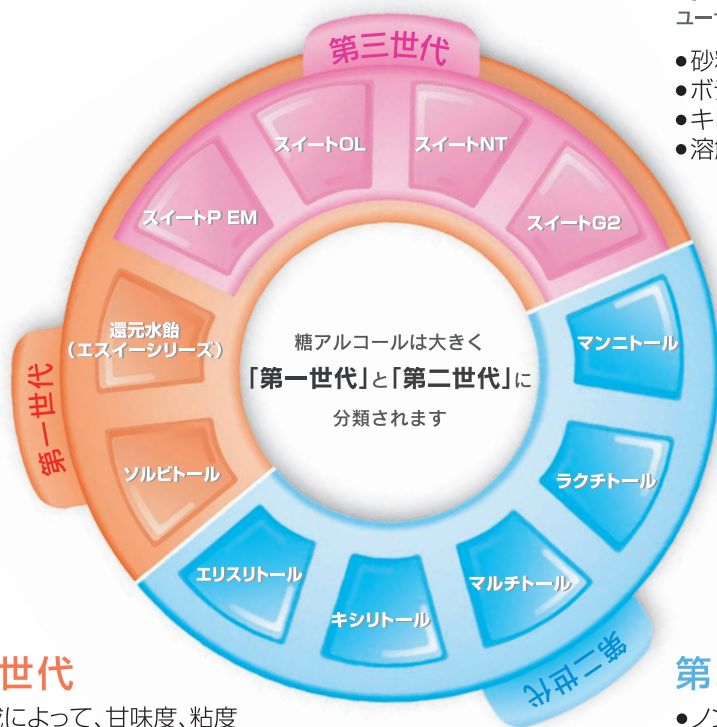 第三世代
スイートOL
スイートNT
スイートP EM
スイートG2
還元水飴
(エスイーシリーズ)
マンニトール
糖アルコールは大きく
「第一世代」と「第二世代」に
分類されます
第一世代
ソルビトール
ラクチトール
エリスリトール
キシリトール
マルチトール
第二世代
世代
によって、甘味度、粘度
第